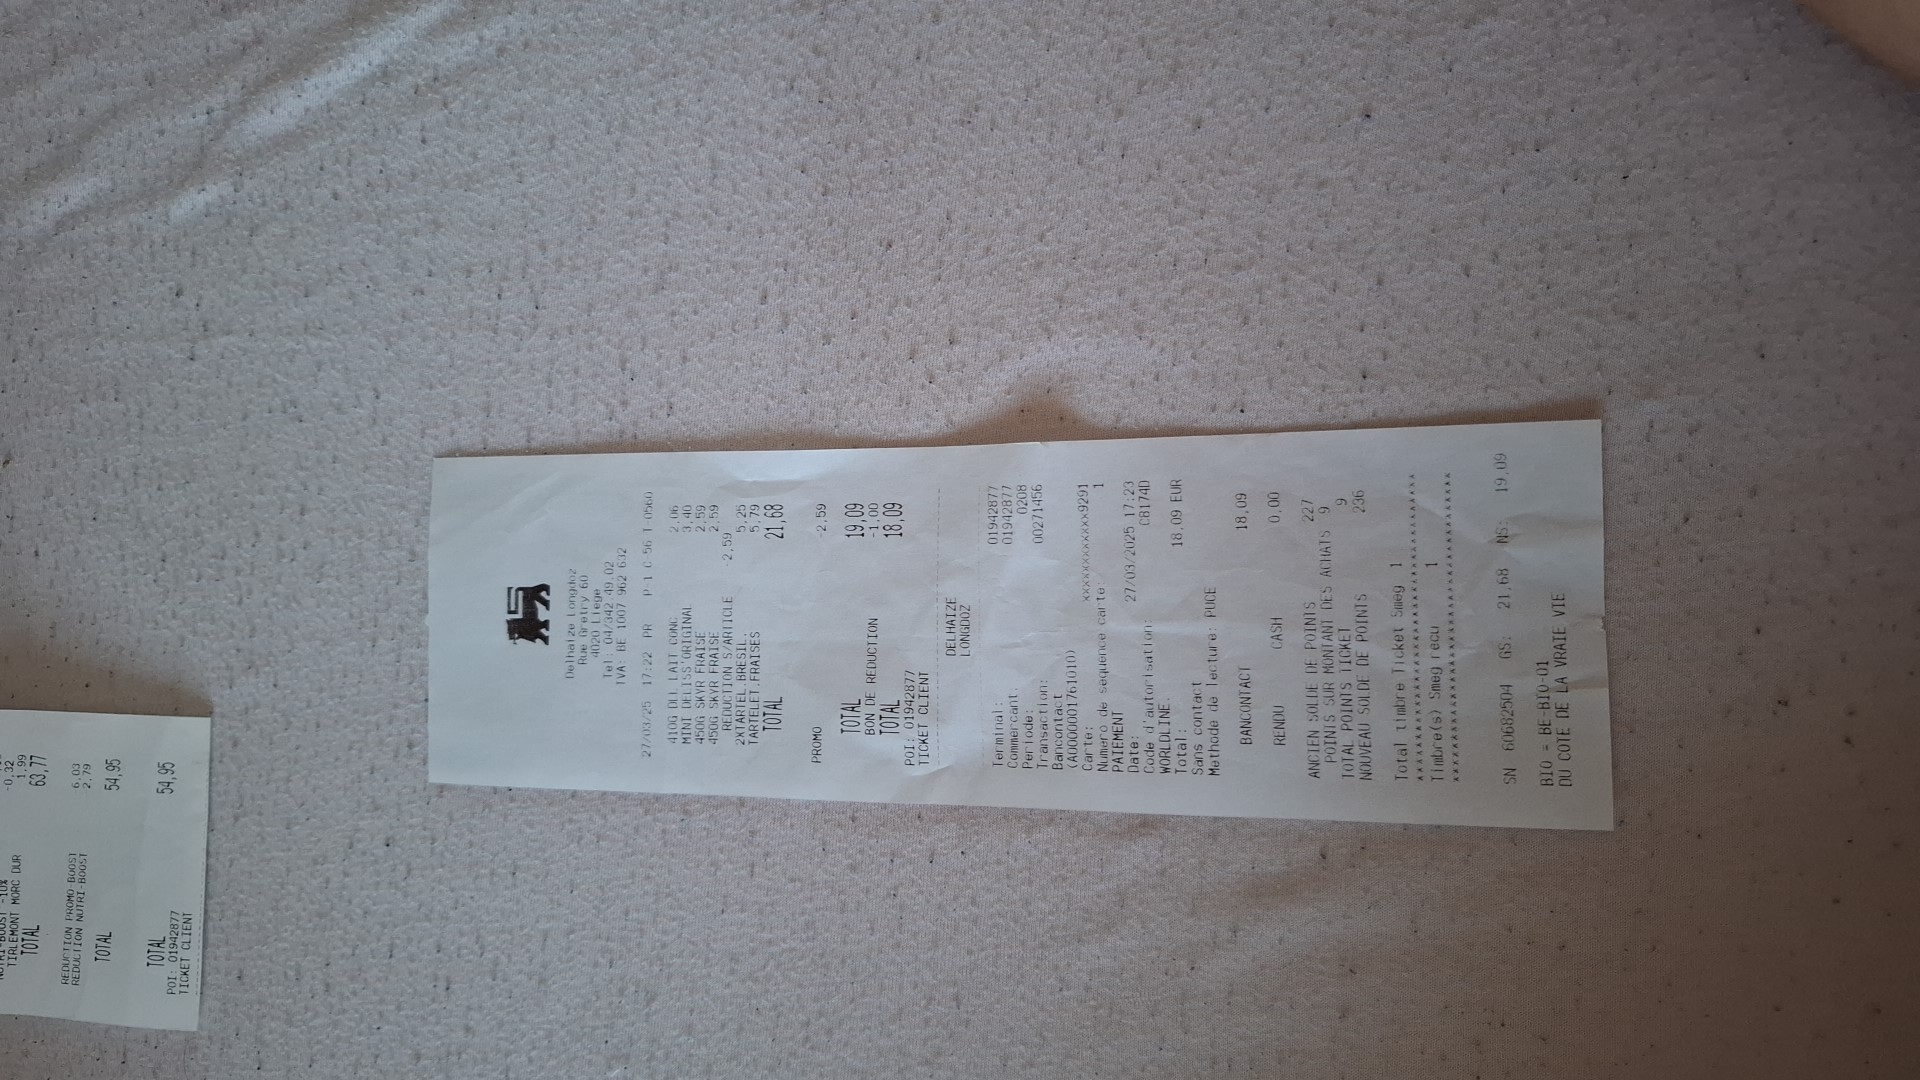 -10%
-0,32
TIRLEMONT MORC DUR 1.99
TOTAL 63,77
REDUCTION PROMO-BOOST 6.03
REDUCTION NUTRI-BOOST 2.79
TOTAL 54,95
TOTAL 54,95
POI: 01942877
TICKET CLIENT
Delhaize Longdoz
Rue Gretry 60
4020 Liege
Tel: 04/342.49.02
TVA: BE 1007 962 632
27/03/25 17:22 PR P-1 C-56 T-0560
410G DLL LAIT CONC. 2.06
MINI DELISS'ORIGINAL 3,40
450G SKYR FRAISE 2.59
450G SKYR FRAISE 2.59
REDUCTION S/ARTICLE -2.59
2XTARTEL BRESIL. 5,25
TARTELET.FRAISES 5,79
TOTAL 21,68
PROMO -2.59
TOTAL 19,09
BON DE REDUCTION -1.00
TOTAL 18,09
POI: 01942877
TICKET CLIENT
DELHAIZE
LONGDOZ
Terminal: 01942877
Commercant. 01942877
Periode: 0208
Transaction: 00271456
Bancontact
(A0000001761010)
Carte: xxxxxxxxxxxxx9291
Numero de sequence carte: 1
PAIEMENT
Date: 27/03/2025 17:23
Code d'autorisation: C8174D
WORLDLINE.
Total: 18.09 EUR
Sans contact
Methode de lecture: PUCE
BANCONTACT 18,09
RENDU CASH 0,00
ANCIEN SOLDE DE POINTS 227
POINTS SUR MONTANT DES ACHATS 9
TOTAL POINTS TICKET 9
NOUVEAU SOLDE DE POINTS 236
Total timbre Ticket Smeg 1
Timbre(s) Smeg recu 1
SN 60682504 GS: 21.68 NS: 19.09
BIO = BE-BIO-01
DU COTE DE LA VRAIE VIE